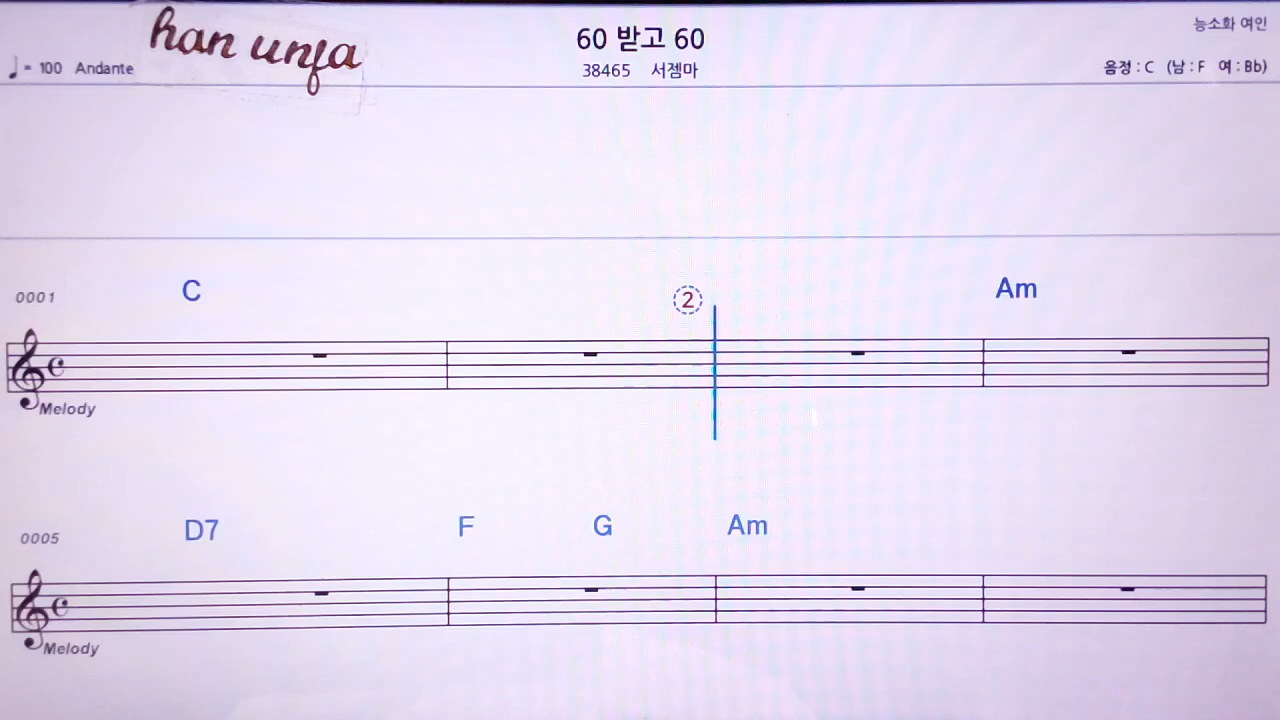 han unfa
60 받고 60
능소화 여인
♩= 100 Andante
38465 서젬마
음정 : C (남 : F 여 : Bb)
0001
C
②
Am
Melody
0005
D7
F
G
Am
Melody